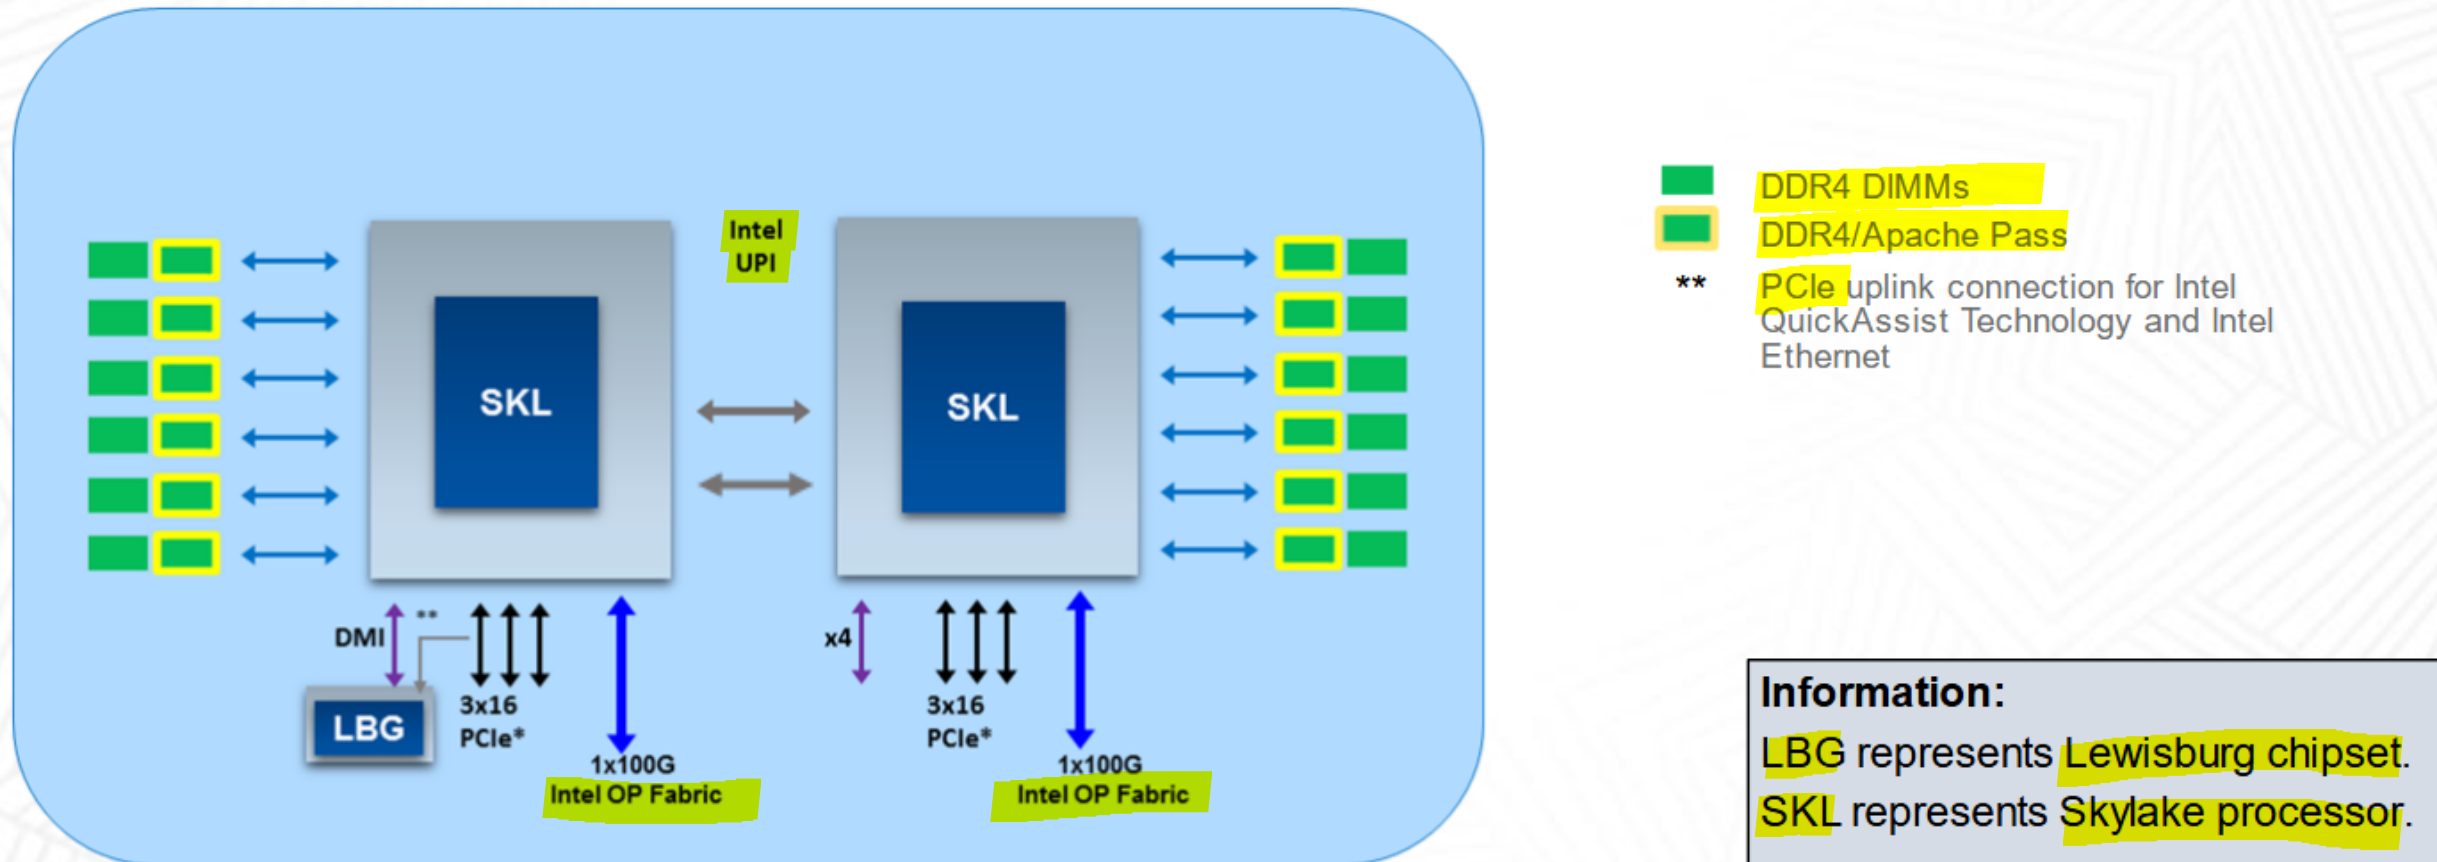 Intel
UPI
SKL
SKL
DMI
**
3x16
PCIe*
LBG
1x100G
Intel OP Fabric
x4
3x16
PCIe*
1x100G
Intel OP Fabric
DDR4 DIMMs
DDR4/Apache Pass
** PCIe uplink connection for Intel
QuickAssist Technology and Intel
Ethernet
Information:
LBG represents Lewisburg chipset.
SKL represents Skylake processor.